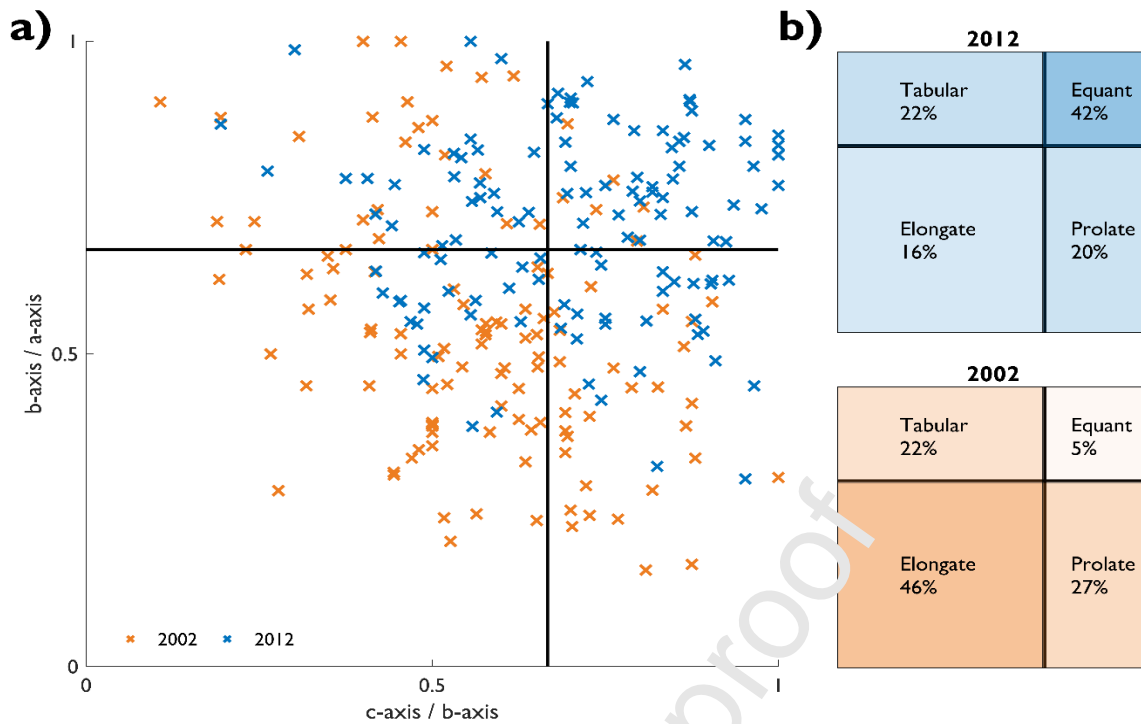 a)
1
0.5
0
b-axis / a-axis
2002
2012
0
0.5
1
c-axis / b-axis
b)
2012
Tabular
22%
Equant
42%
Elongate
16%
Prolate
20%
2002
Tabular
22%
Equant
5%
Elongate
46%
Prolate
27%
proof